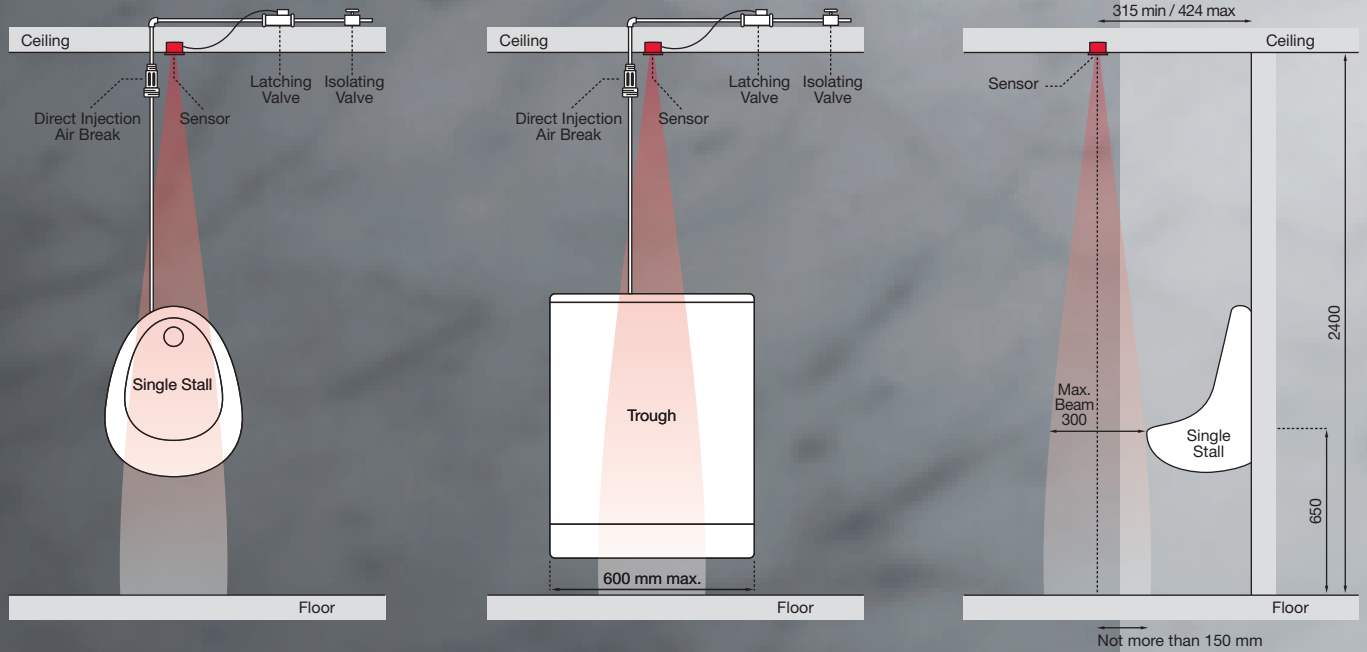 Ceiling
Latching
Valve
Isolating
Valve
Direct Injection
Air Break
Sensor
Single Stall
Floor
Ceiling
Latching
Valve
Isolating
Valve
Direct Injection
Air Break
Sensor
Trough
600 mm max.
Floor
315 min / 424 max
Ceiling
Sensor
2400
Max.
Beam
300
Single
Stall
650
Floor
Not more than 150 mm